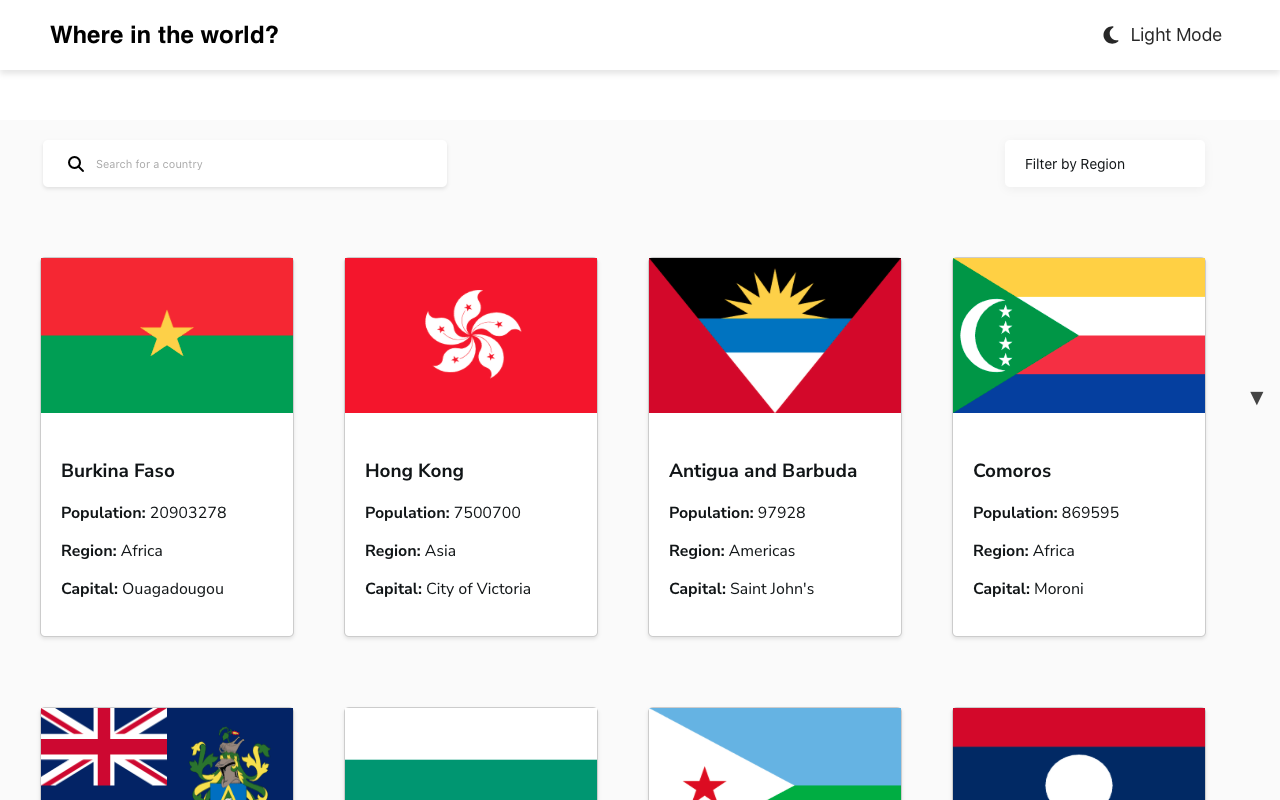 Where in the world?
Light Mode
Search for a country
Filter by Region
▼
Burkina Faso
Population: 20903278
Region: Africa
Capital: Ouagadougou
Hong Kong
Population: 7500700
Region: Asia
Capital: City of Victoria
Antigua and Barbuda
Population: 97928
Region: Americas
Capital: Saint John's
Comoros
Population: 869595
Region: Africa
Capital: Moroni